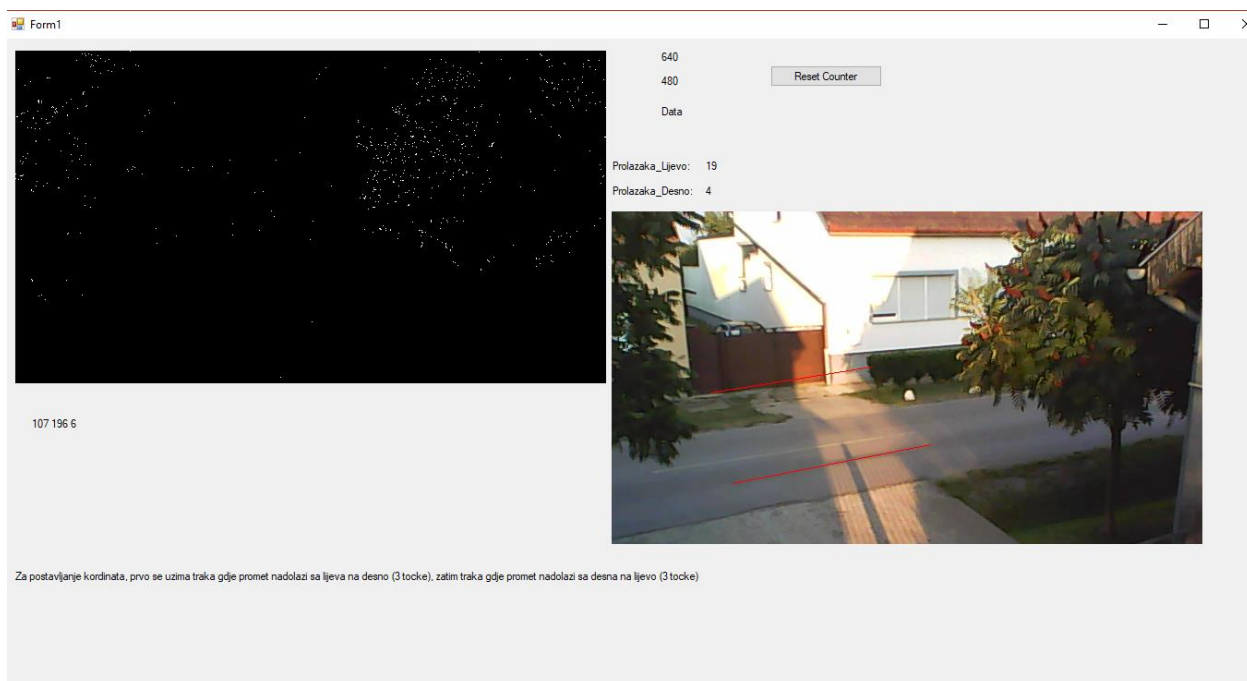 Form1
640
480
Reset Counter
Data
Prolazaka_Lijevo: 19
Prolazaka_Desno: 4
107 196 6
Za postavljanje kordinata, prvo se uzima traka gdje promet nadolazi sa lijeva na desno (3 tocke), zatim traka gdje promet nadolazi sa desna na lijevo (3 tocke)